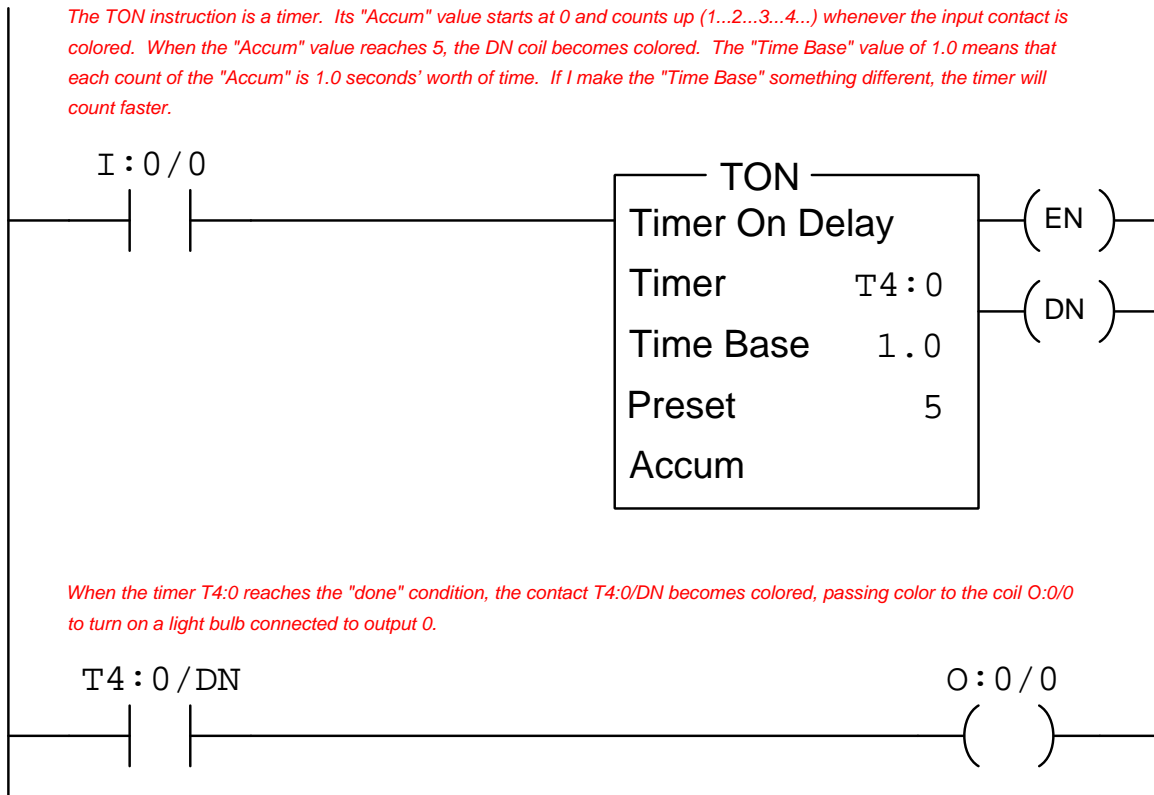 The TON instruction is a timer.  Its "Accum" value starts at 0 and counts up (1...2...3...4...) whenever the input contact is
colored.  When the "Accum" value reaches 5, the DN coil becomes colored.  The "Time Base" value of 1.0 means that
each count of the "Accum" is 1.0 seconds’ worth of time.  If I make the "Time Base" something different, the timer will
count faster.
I:0/0
TON
Timer On Delay
EN
Timer T4:0
DN
Time Base 1.0
Preset 5
Accum
When the timer T4:0 reaches the "done" condition, the contact T4:0/DN becomes colored, passing color to the coil O:0/0
to turn on a light bulb connected to output 0.
T4:0/DN O:0/0